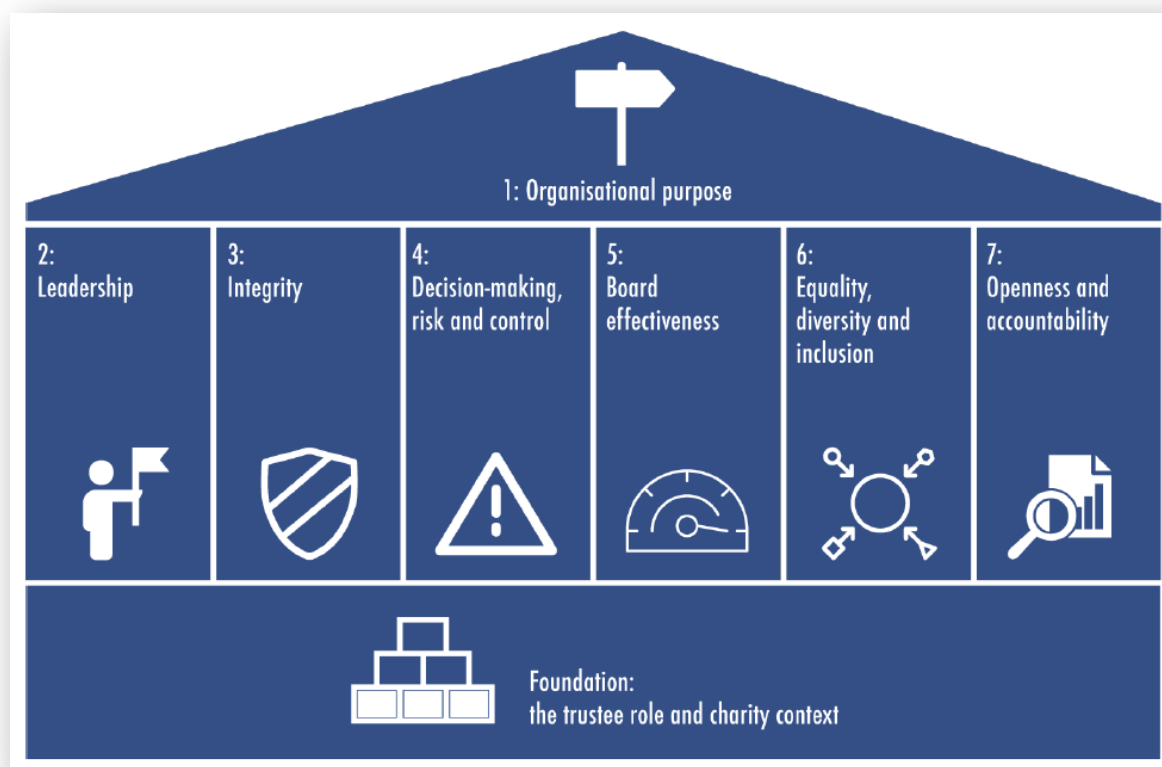 1: Organisational purpose
2:
Leadership
3:
Integrity
4:
Decision-making,
risk and control
5:
Board
effectiveness
6:
Equality,
diversity and
inclusion
7:
Openness and
accountability
Foundation:
the trustee role and charity context